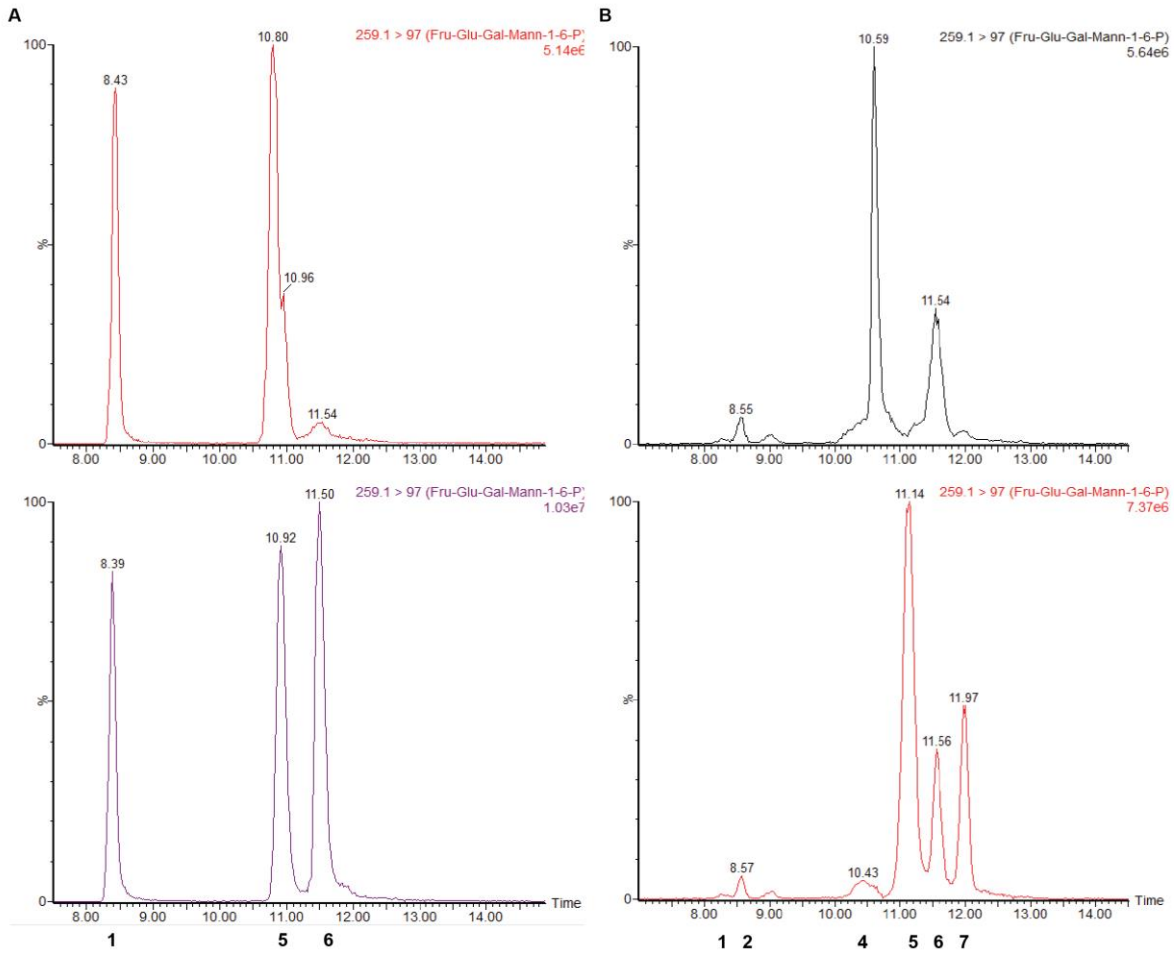 A
259.1 > 97 (Fru-Glu-Gal-Mann-1-6-P)
5.14e6
100
%
0
8.43
10.80
10.96
11.54
8.00 9.00 10.00 11.00 12.00 13.00 14.00
259.1 > 97 (Fru-Glu-Gal-Mann-1-6-P)
1.03e7
100
%
0
8.39
10.92
11.50
8.00 9.00 10.00 11.00 12.00 13.00 14.00
Time
1 5 6
B
259.1 > 97 (Fru-Glu-Gal-Mann-1-6-P)
5.64e6
100
%
0
8.55
10.59
11.54
8.00 9.00 10.00 11.00 12.00 13.00 14.00
259.1 > 97 (Fru-Glu-Gal-Mann-1-6-P)
7.37e6
100
%
0
8.57
10.43
11.14
11.56
11.97
8.00 9.00 10.00 11.00 12.00 13.00 14.00
Time
1 2 4 5 6 7